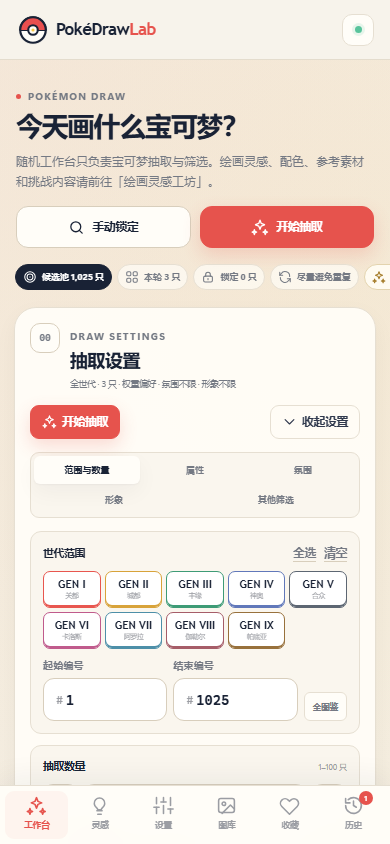 PokéDrawLab
POKÉMON DRAW
今天画什么宝可梦？
随机工作台只负责宝可梦抽取与筛选。绘画灵感、配色、参考素材
和挑战内容请前往「绘画灵感工坊」。
手动锁定
开始抽取
候选池 1,025 只
本轮 3 只
锁定 0 只
尽量避免重复
00
DRAW SETTINGS
抽取设置
全世代 · 3 只 · 权重偏好 · 氛围不限 · 形象不限
开始抽取
收起设置
范围与数量
属性
氛围
形象
其他筛选
世代范围
全选
清空
GEN I
关都
GEN II
城都
GEN III
丰缘
GEN IV
神奥
GEN V
合众
GEN VI
卡洛斯
GEN VII
阿罗拉
GEN VIII
伽勒尔
GEN IX
帕底亚
起始编号
结束编号
# 1
# 1025
全国鉴
抽取数量
1–100 只
工作台
灵感
设置
图库
收藏
1
历史